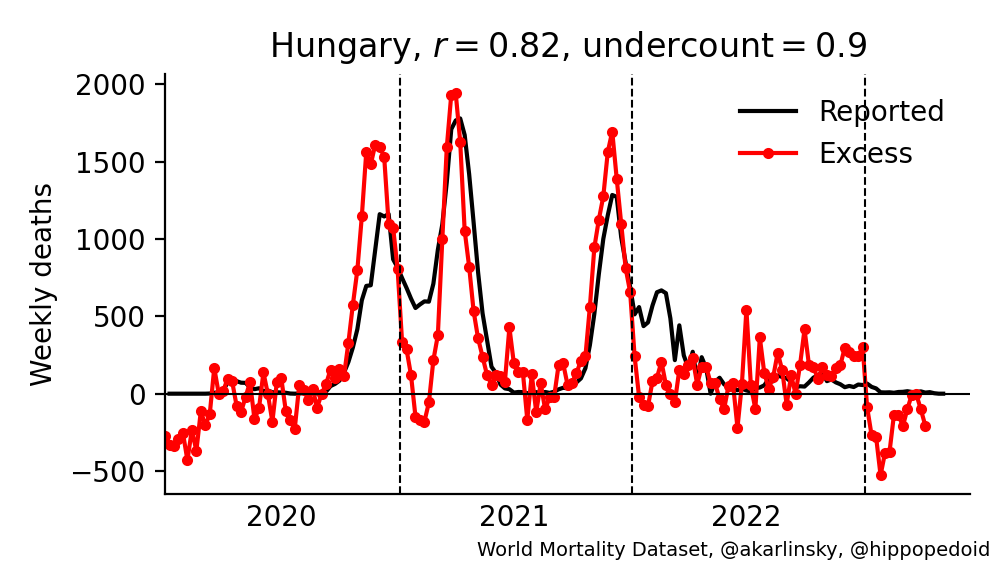 Hungary, r = 0.82, undercount = 0.9
Weekly deaths
2000
1500
1000
500
0
−500
Reported
Excess
2020 2021 2022
World Mortality Dataset, @akarlinsky, @hippopedoid